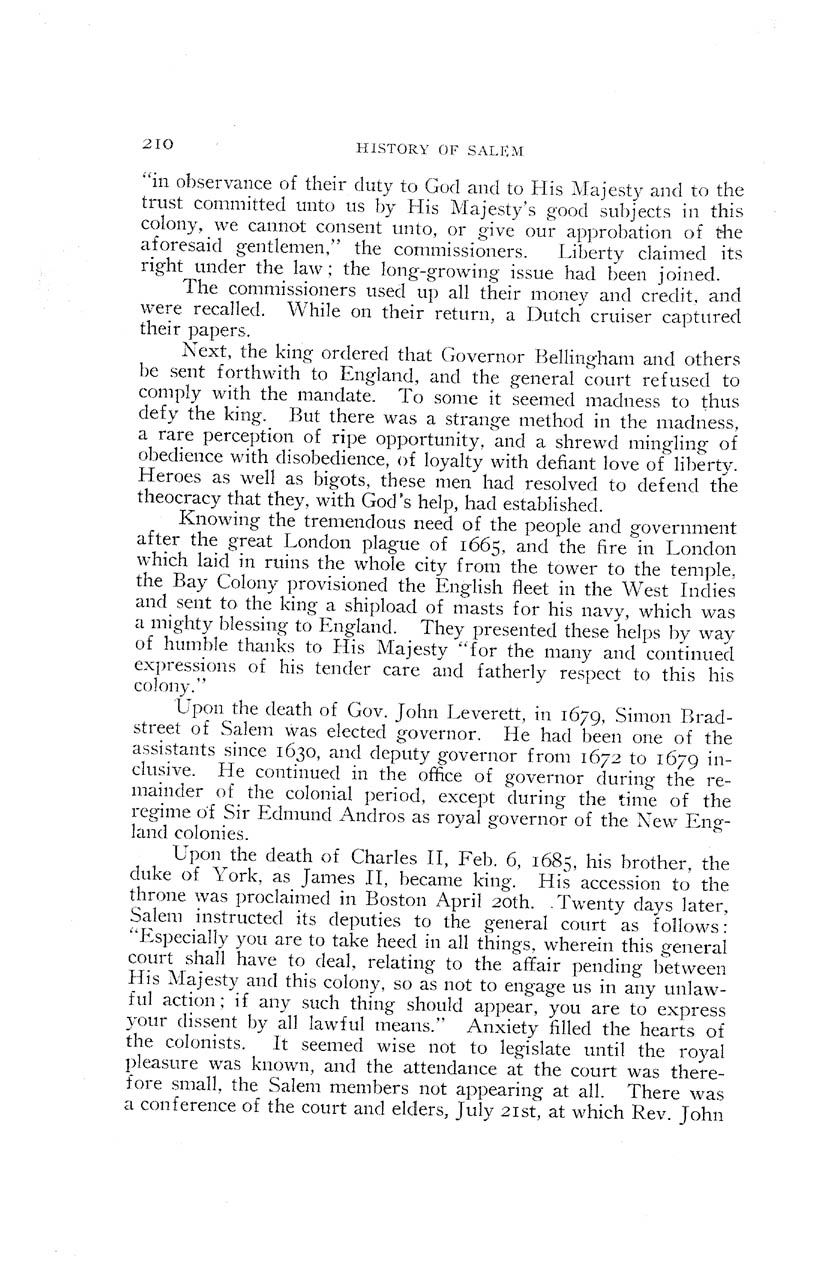 210 HISTORY OF SALEM
"in observance of their duty to God and to His Majesty and to the
trust committed unto us by His Majesty's good subjects in this
colony, we cannot consent unto, or give our approbation of the
aforesaid gentlemen," the commissioners. Liberty claimed its
right under the law; the long-growing issue had been joined.
The commissioners used up all their money and credit, and
were recalled. While on their return, a Dutch cruiser captured
their papers.
Next, the king ordered that Governor Bellingham and others
be sent forthwith to England, and the general court refused to
comply with the mandate. To some it seemed madness to thus
defy the king. But there was a strange method in the madness,
a rare perception of ripe opportunity, and a shrewd mingling of
obedience with disobedience, of loyalty with defiant love of liberty.
Heroes as well as bigots, these men had resolved to defend the
theocracy that they, with God's help, had established.
Knowing the tremendous need of the people and government
after the great London plague of 1665, and the fire in London
which laid in ruins the whole city from the tower to the temple,
the Bay Colony provisioned the English fleet in the West Indies
and sent to the king a shipload of masts for his navy, which was
a mighty blessing to England. They presented these helps by way
of humble thanks to His Majesty "for the many and continued
expressions of his tender care and fatherly respect to this his
colony."
Upon the death of Gov. John Leverett, in 1679, Simon Brad-
street of Salem was elected governor. He had been one of the
assistants since 1630, and deputy governor from 1672 to 1679 in-
clusive. He continued in the office of governor during the re-
mainder of the colonial period, except during the time of the
regime of Sir Edmund Andros as royal governor of the New Eng-
land colonies.
Upon the death of Charles II, Feb. 6, 1685, his brother, the
duke of York, as James II, became king. His accession to the
throne was proclaimed in Boston April 20th. .Twenty days later,
Salem instructed its deputies to the general court as follows:
"Especially you are to take heed in all things, wherein this general
court shall have to deal, relating to the affair pending between
His Majesty and this colony, so as not to engage us in any unlaw-
ful action; if any such thing should appear, you are to express
your dissent by all lawful means." Anxiety filled the hearts of
the colonists. It seemed wise not to legislate until the royal
pleasure was known, and the attendance at the court was there-
fore small, the Salem members not appearing at all. There was
a conference of the court and elders, July 21st, at which Rev. John